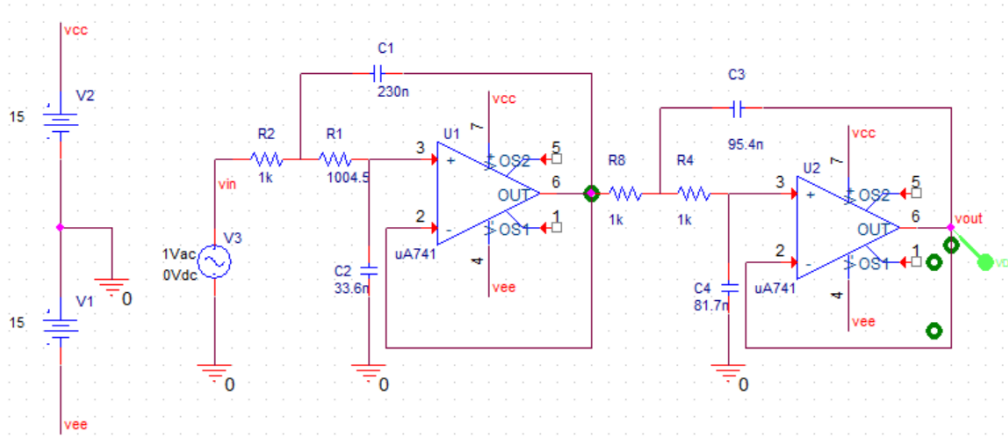 vcc
V2
15
0
V1
15
vee
vin
V3
1Vac
0Vdc
0
R2
1k
R1
1004.5
C1
230n
C2
33.6n
0
U1
vcc
7
3
+
OS2
5
OUT
6
2
-
OS1
1
uA741
4
vee
R8
1k
R4
1k
C3
95.4n
C4
81.7n
0
U2
vcc
7
3
+
OS2
5
OUT
6
2
-
OS1
1
uA741
4
vee
vout